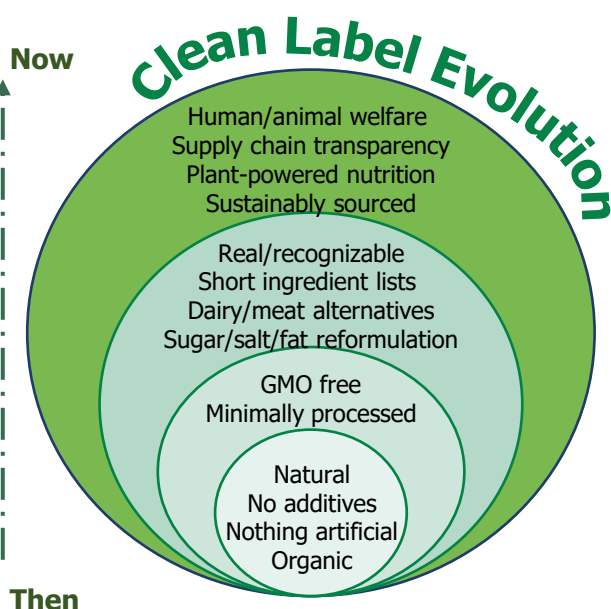 Clean Label Evolution
Now
Human/animal welfare
Supply chain transparency
Plant-powered nutrition
Sustainably sourced
Real/recognizable
Short ingredient lists
Dairy/meat alternatives
Sugar/salt/fat reformulation
GMO free
Minimally processed
Natural
No additives
Nothing artificial
Organic
Then